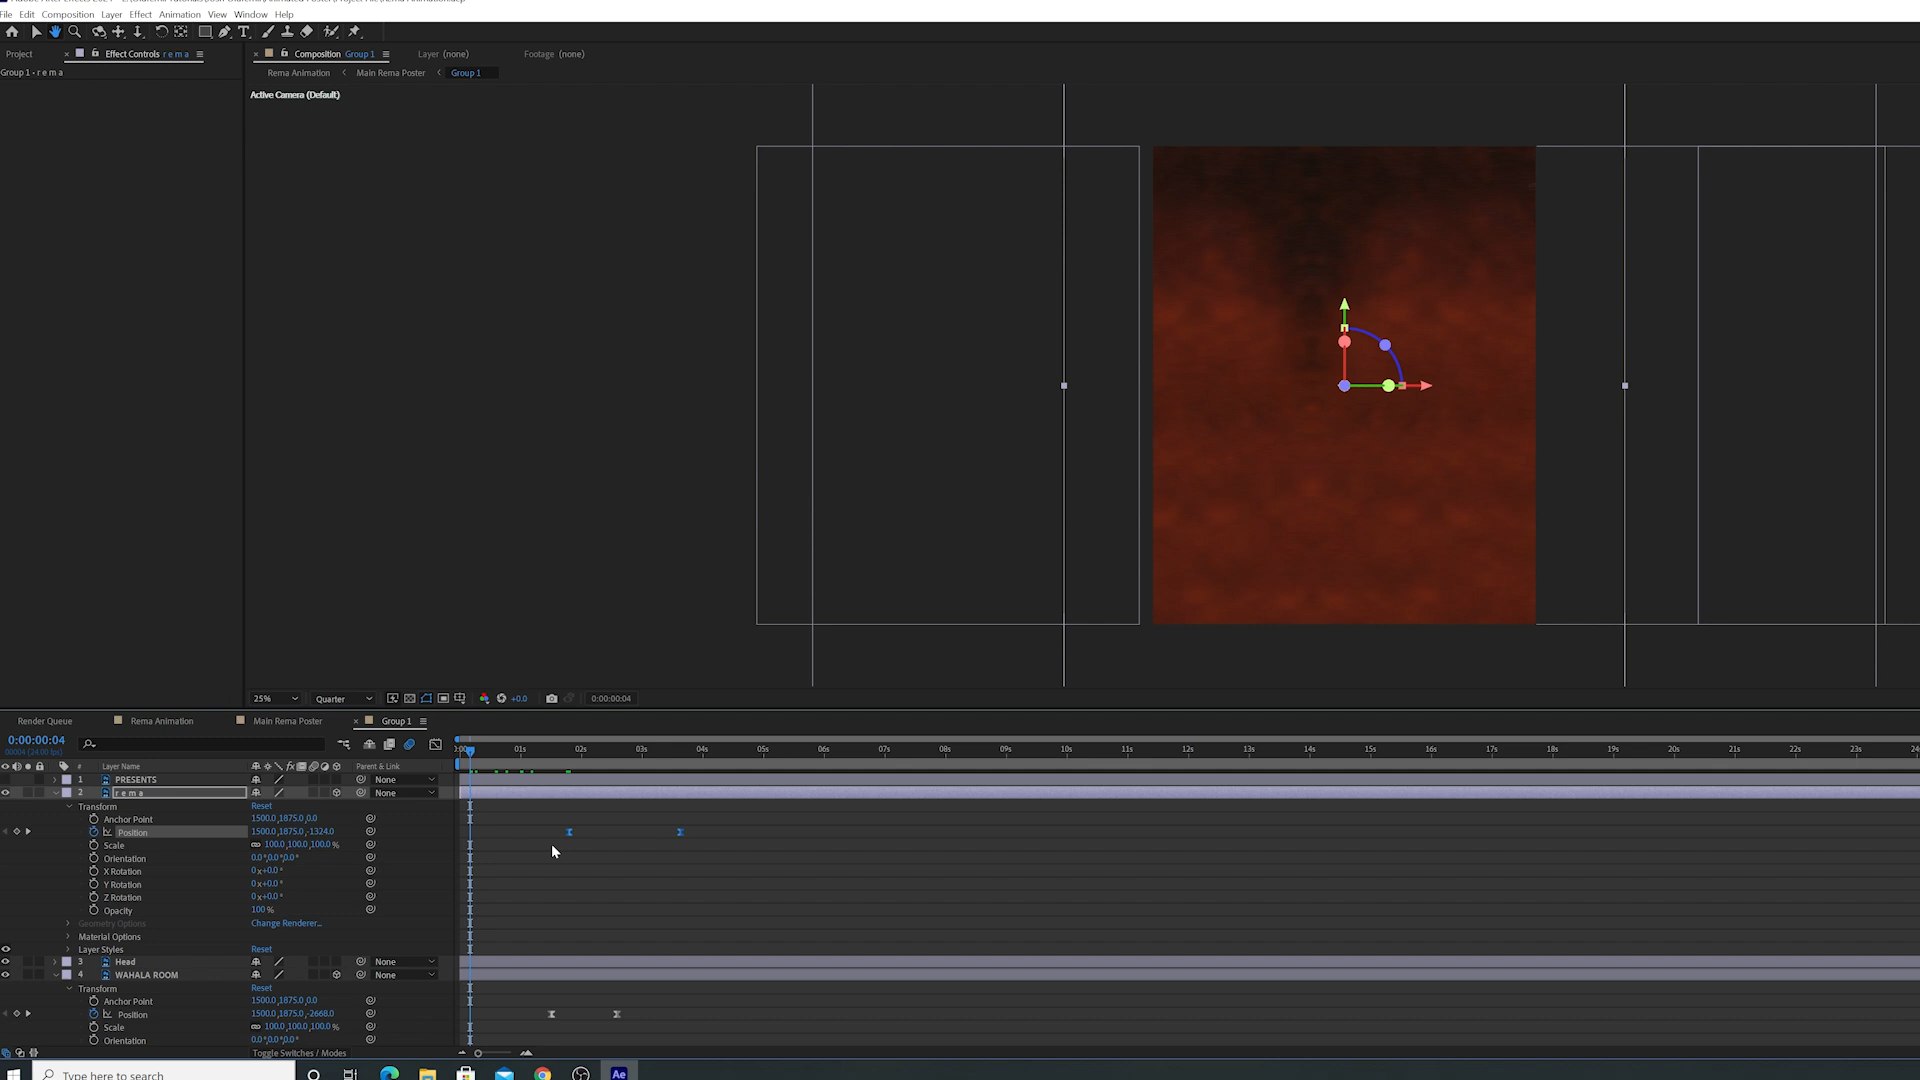 File Edit Composition Layer Effect Animation View Window Help
Project Effect Controls r e m a Composition Group 1 Layer (none) Footage (none)
Group 1 - r e m a Rema Animation Main Rema Poster Group 1
Active Camera (Default)
25% Quarter +0.0 0:00:00:04
Render Queue Rema Animation Main Rema Poster Group 1
0:00:00:04
00004 (24.00 fps)
01s 02s 03s 04s 05s 06s 07s 08s 09s 10s 11s 12s 13s 14s 15s 16s 17s 18s 19s 20s 21s 22s 23s
# Layer Name fx Parent & Link
1 PRESENTS None
2 r e m a None
Transform Reset
Anchor Point 1500.0,1875.0,0.0
Position 1500.0,1875.0,-1324.0
Scale 100.0,100.0,100.0 %
Orientation 0.0°,0.0°,0.0°
X Rotation 0x+0.0°
Y Rotation 0x+0.0°
Z Rotation 0x+0.0°
Opacity 100 %
Geometry Options Change Renderer...
Material Options
Layer Styles Reset
3 Head None
4 WAHALA ROOM None
Transform Reset
Anchor Point 1500.0,1875.0,0.0
Position 1500.0,1875.0,-2668.0
Scale 100.0,100.0,100.0 %
Orientation 0.0°,0.0°,0.0°
Toggle Switches / Modes
Type here to search Ae